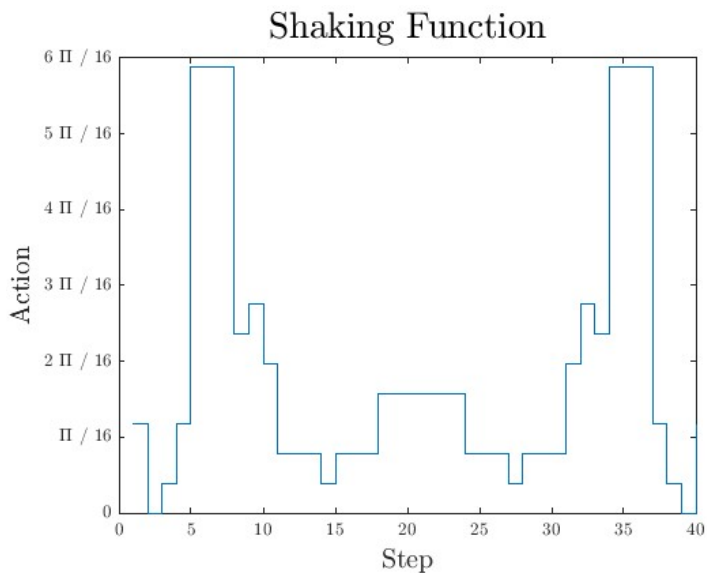 Shaking Function
6 Π / 16
5 Π / 16
4 Π / 16
3 Π / 16
2 Π / 16
Π / 16
0
Action
0 5 10 15 20 25 30 35 40
Step